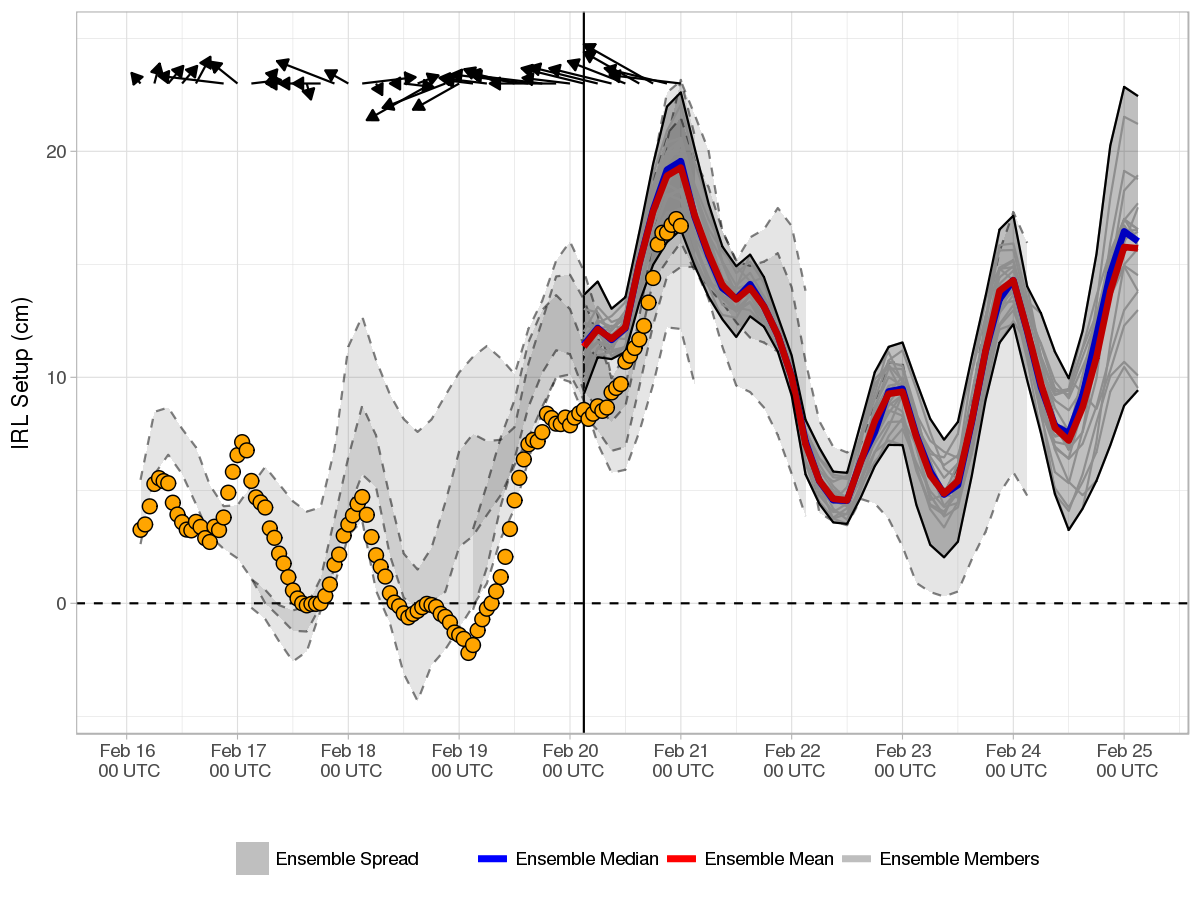 IRL Setup (cm)
20
10
0
Feb 16 Feb 17 Feb 18 Feb 19 Feb 20 Feb 21 Feb 22 Feb 23 Feb 24 Feb 25
00 UTC 00 UTC 00 UTC 00 UTC 00 UTC 00 UTC 00 UTC 00 UTC 00 UTC 00 UTC
Ensemble Spread Ensemble Median Ensemble Mean Ensemble Members